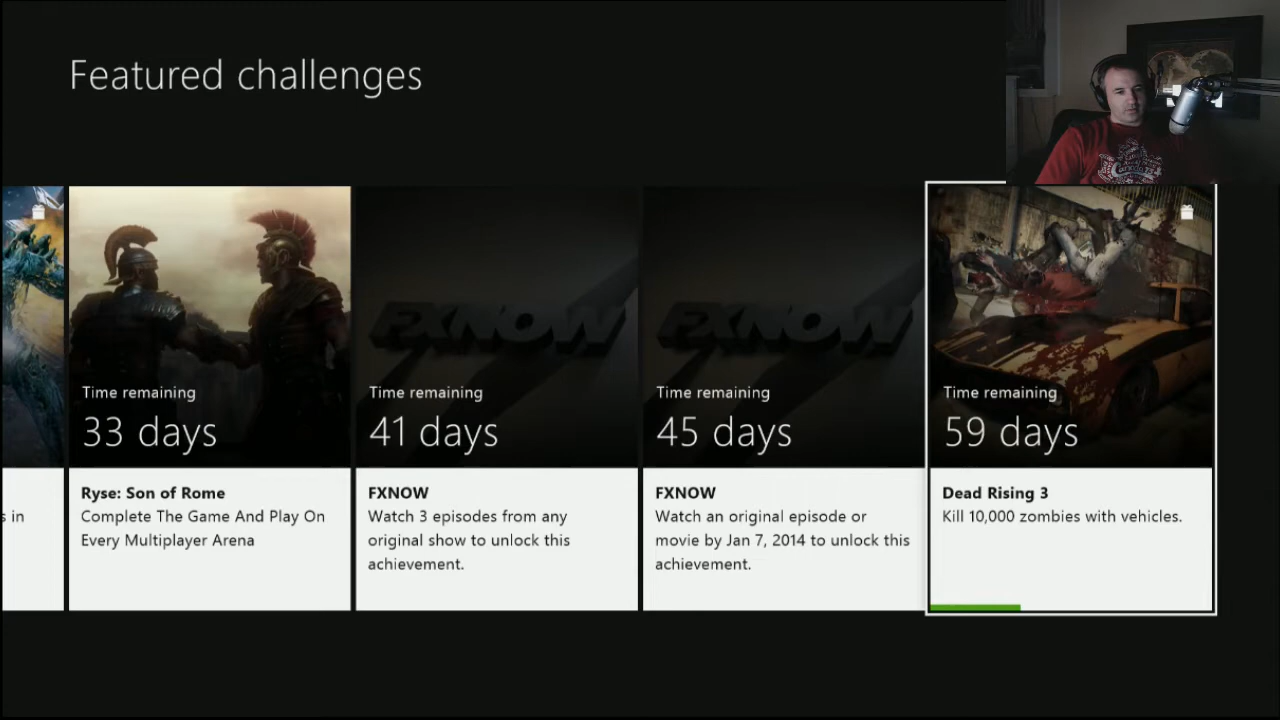 Featured challenges
Time remaining
33 days
Ryse: Son of Rome
Complete The Game And Play On
Every Multiplayer Arena
FXNOW
Time remaining
41 days
FXNOW
Watch 3 episodes from any
original show to unlock this
achievement.
FXNOW
Time remaining
45 days
FXNOW
Watch an original episode or
movie by Jan 7, 2014 to unlock this
achievement.
Time remaining
59 days
Dead Rising 3
Kill 10,000 zombies with vehicles.
s in